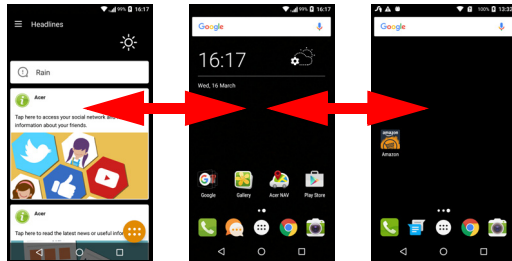 99% 16:17
Headlines
Rain
Acer
Tap here to access your social network and
information about your friends.
Acer
Tap here to read the latest news or useful infor
99% 16:17
Google
16:17
Wed, 16 March
Google
Gallery
Acer NAV
Play Store
100% 13:32
Google
amazon
Amazon